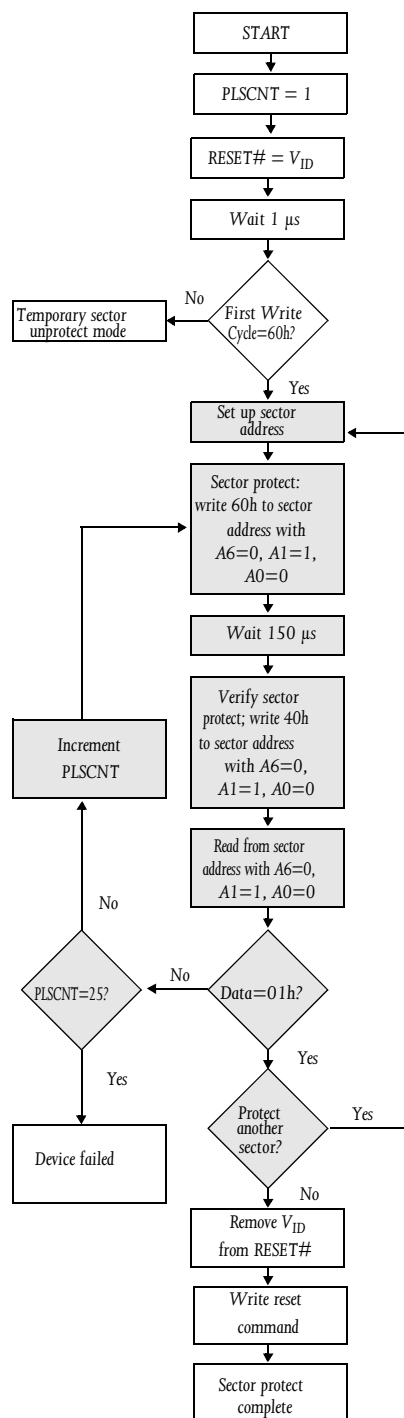 START
PLSCNT = 1
RESET# = VID
Wait 1 µs
No
First Write
Cycle=60h?
Temporary sector
unprotect mode
Yes
Set up sector
address
Sector protect:
write 60h to sector
address with
A6=0, A1=1,
A0=0
Wait 150 µs
Verify sector
protect; write 40h
to sector address
with A6=0,
A1=1, A0=0
Increment
PLSCNT
Read from sector
address with A6=0,
A1=1, A0=0
No
No
PLSCNT=25?
Data=01h?
Yes
Yes
Protect
another
sector?
Yes
Device failed
No
Remove VID
from RESET#
Write reset
command
Sector protect
complete